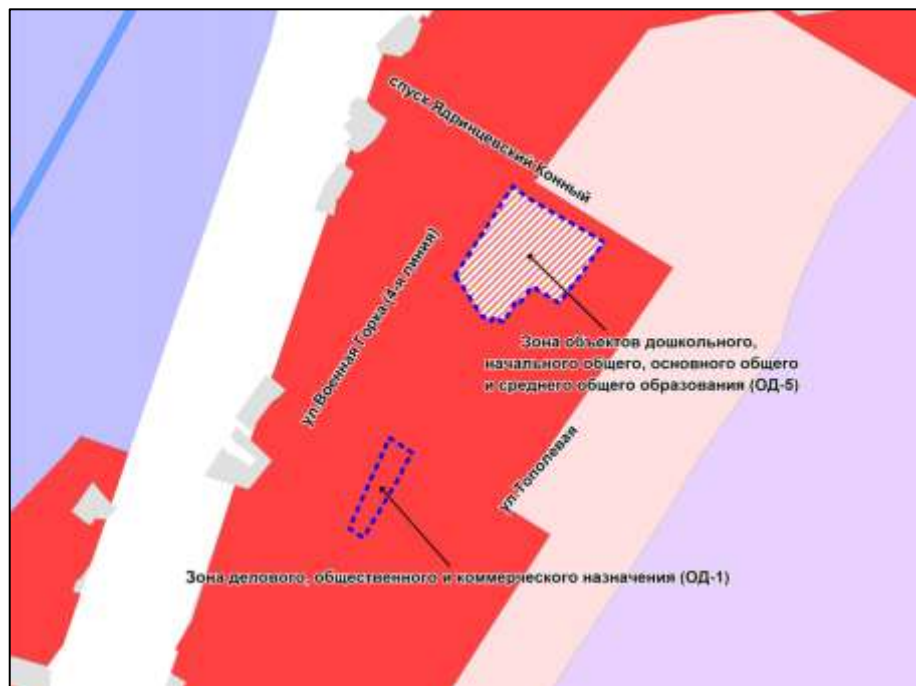 спуск Ядринцевский Конный
ул.Военная Горка (4-я линия)
Зона объектов дошкольного,
начального общего, основного общего
и среднего общего образования (ОД-5)
ул.Тополевая
Зона делового, общественного и коммерческого назначения (ОД-1)